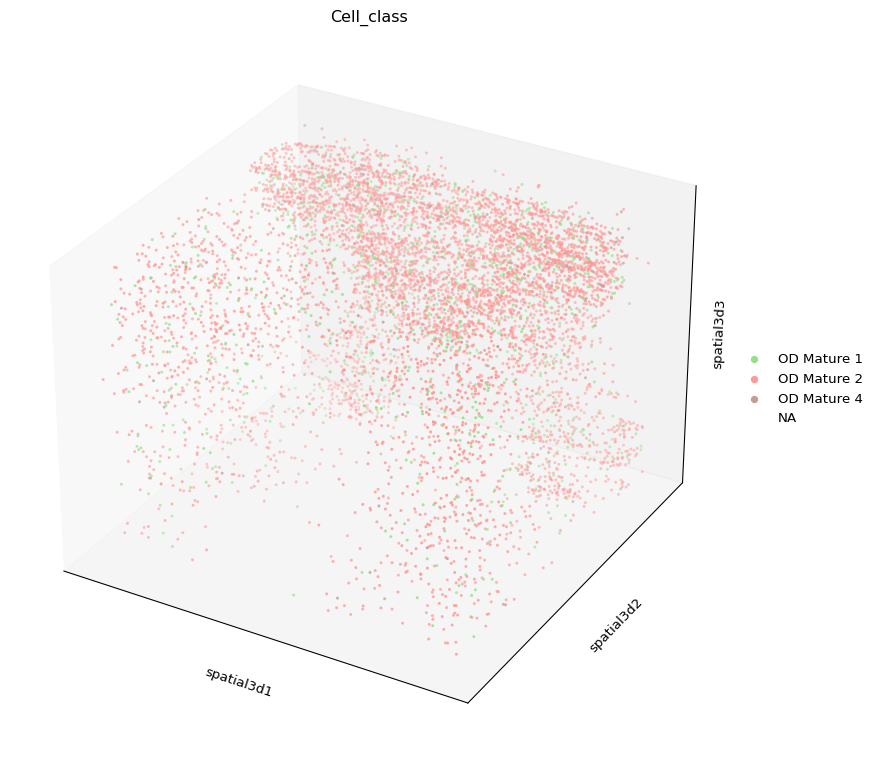 Cell_class
spatial3d3
OD Mature 1
OD Mature 2
OD Mature 4
NA
spatial3d2
spatial3d1